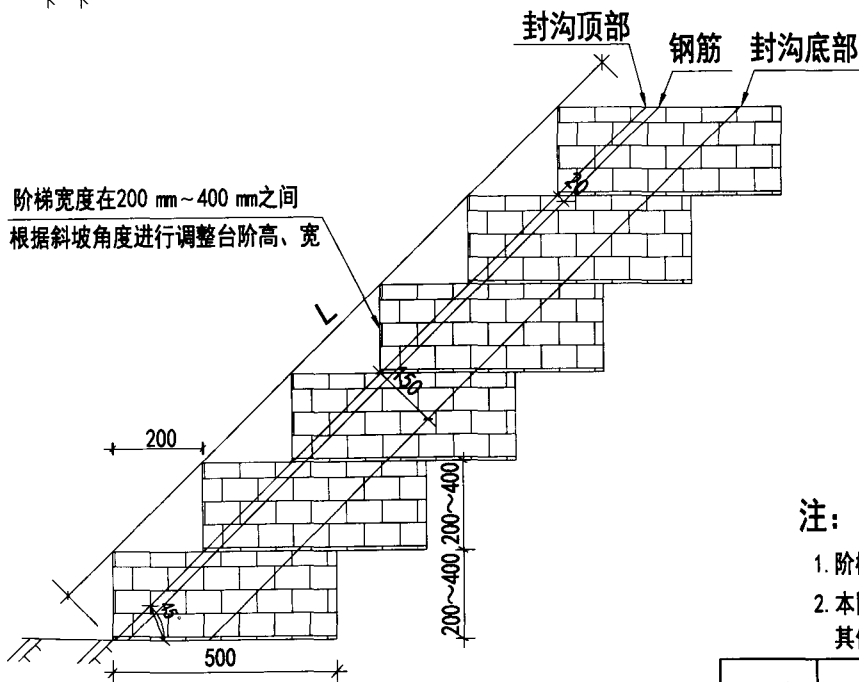 封沟顶部
钢筋
封沟底部
阶梯宽度在200 mm～400 mm之间
根据斜坡角度进行调整台阶高、宽
20
L
150
200
200～400
200～400
500
注：
1. 阶
2. 本
其